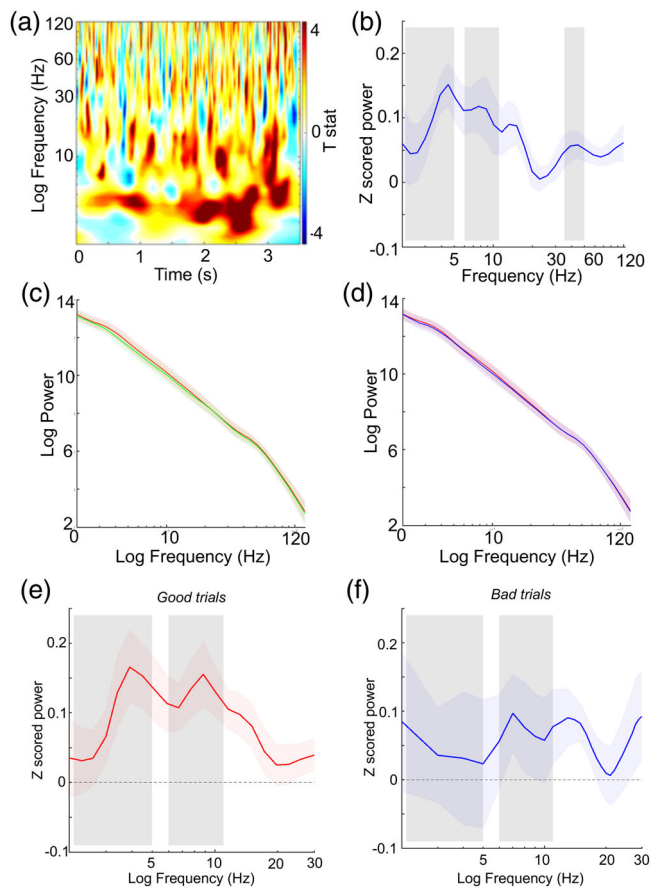 (a)
120
60
30
10
Log Frequency (Hz)
0 1 2 3
Time (s)
4
0
-4
T stat
(b)
0.2
0.1
0
-0.1
Z scored power
5 10 30 60 120
Frequency (Hz)
(c)
14
10
6
2
Log Power
0 10 120
Log Frequency (Hz)
(d)
14
10
6
2
Log Power
0 10 120
Log Frequency (Hz)
(e)
Good trials
0.2
0.1
0
-0.1
Z scored power
5 10 20 30
Log Frequency (Hz)
(f)
Bad trials
0.2
0.1
0
-0.1
Z scored power
5 10 20 30
Log Frequency (Hz)